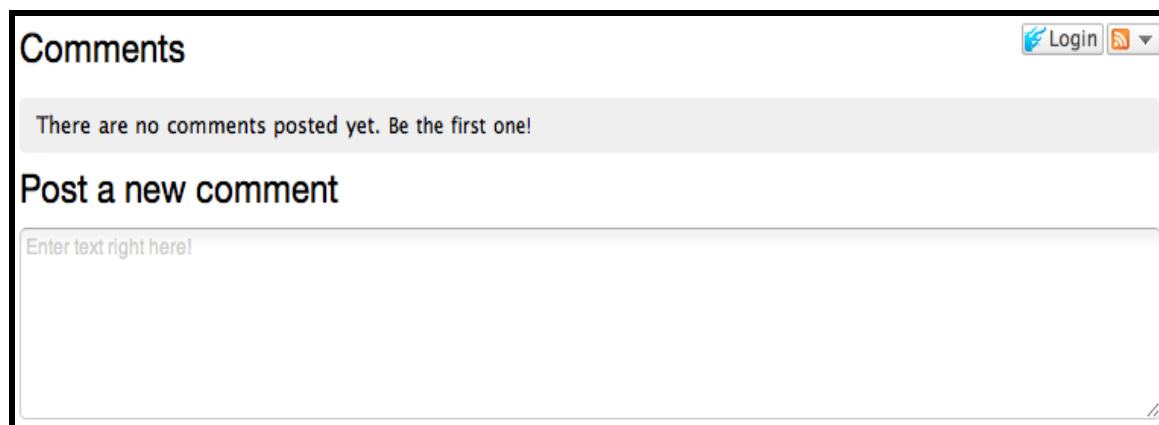 Comments
Login
There are no comments posted yet. Be the first one!
Post a new comment
Enter text right here!